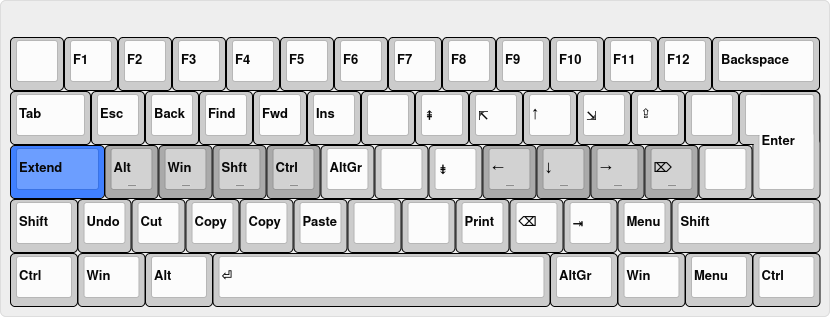 F1 F2 F3 F4 F5 F6 F7 F8 F9 F10 F11 F12 Backspace
Tab Esc Back Find Fwd Ins ⇞ ⇱ ↑ ⇲ ⇪ Enter
Extend Alt _ Win _ Shft _ Ctrl _ AltGr ⇟ ← _ ↓ _ → _ ⌦ _
Shift Undo Cut Copy Copy Paste Print ⌫ ⇥ Menu Shift
Ctrl Win Alt ⏎ AltGr Win Menu Ctrl